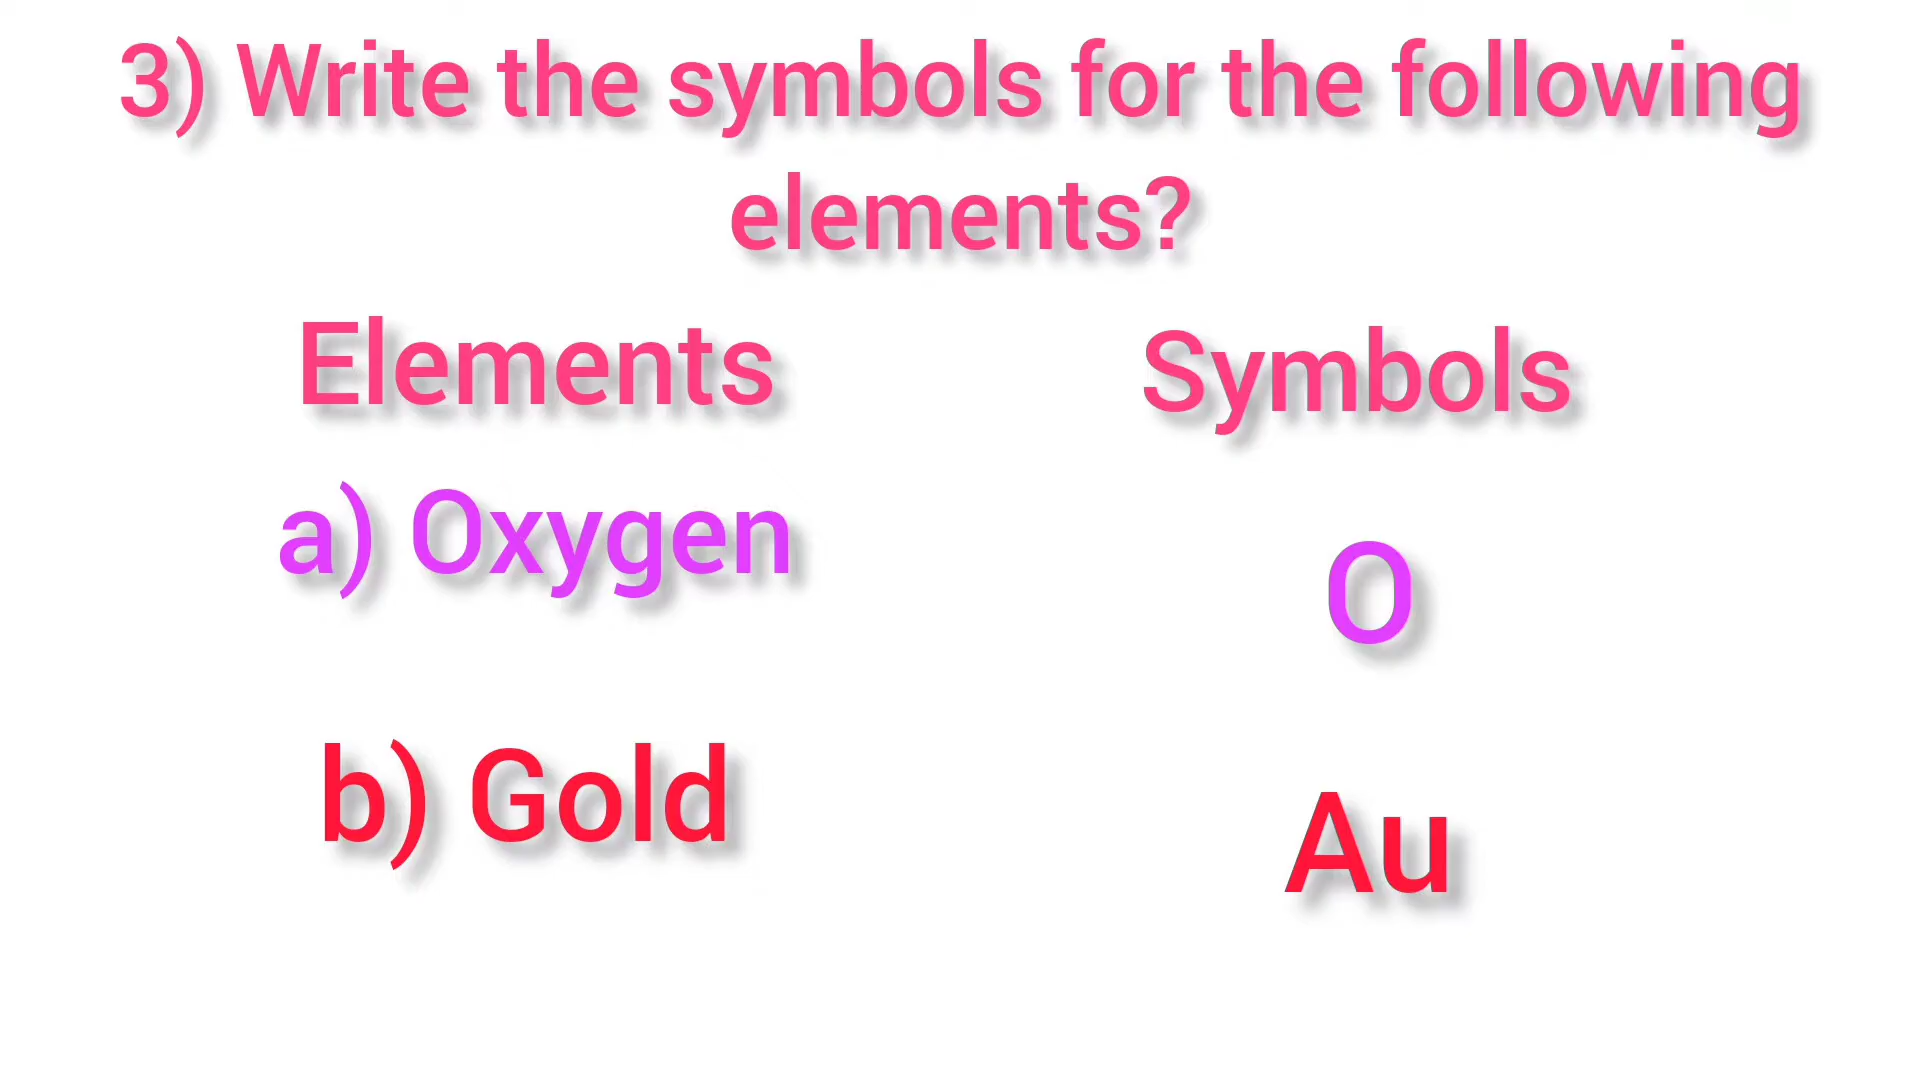 3) Write the symbols for the following
elements?
Elements Symbols
a) Oxygen O
b) Gold Au